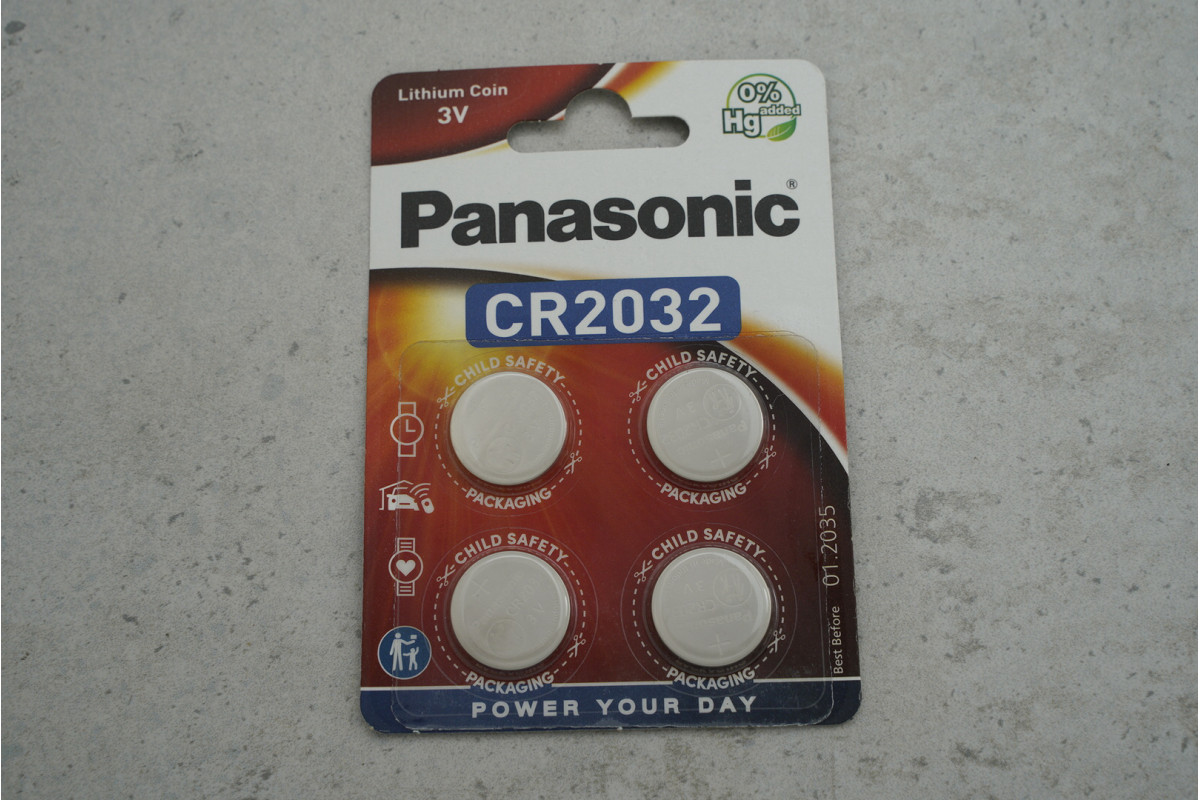 Lithium Coin
3V
0%
Hg added
Panasonic®
CR2032
CHILD SAFETY
PACKAGING
CHILD SAFETY
PACKAGING
CHILD SAFETY
PACKAGING
CHILD SAFETY
PACKAGING
Best Before 01.2035
POWER YOUR DAY